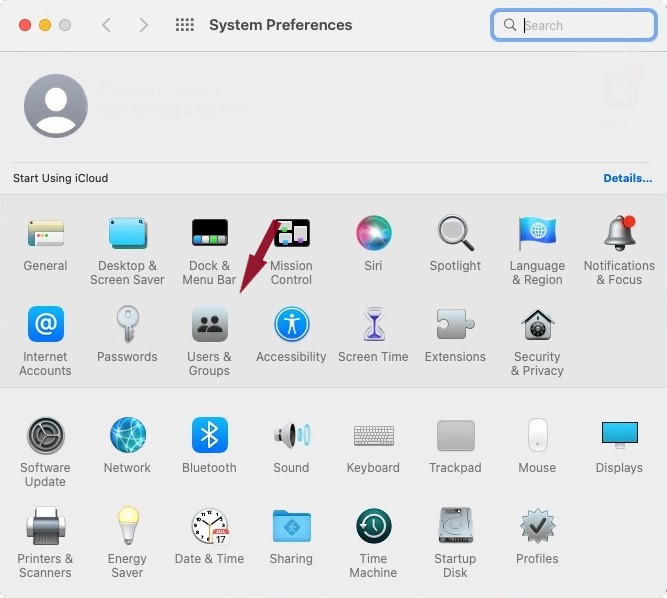 System Preferences
Search
Start Using iCloud
Details...
General
Desktop &
Screen Saver
Dock &
Menu Bar
Mission
Control
Siri
Spotlight
Language
& Region
Notifications
& Focus
Internet
Accounts
Passwords
Users &
Groups
Accessibility
Screen Time
Extensions
Security
& Privacy
Software
Update
Network
Bluetooth
Sound
Keyboard
Trackpad
Mouse
Displays
Printers &
Scanners
Energy
Saver
JUL
17
Date & Time
Sharing
Time
Machine
Startup
Disk
Profiles